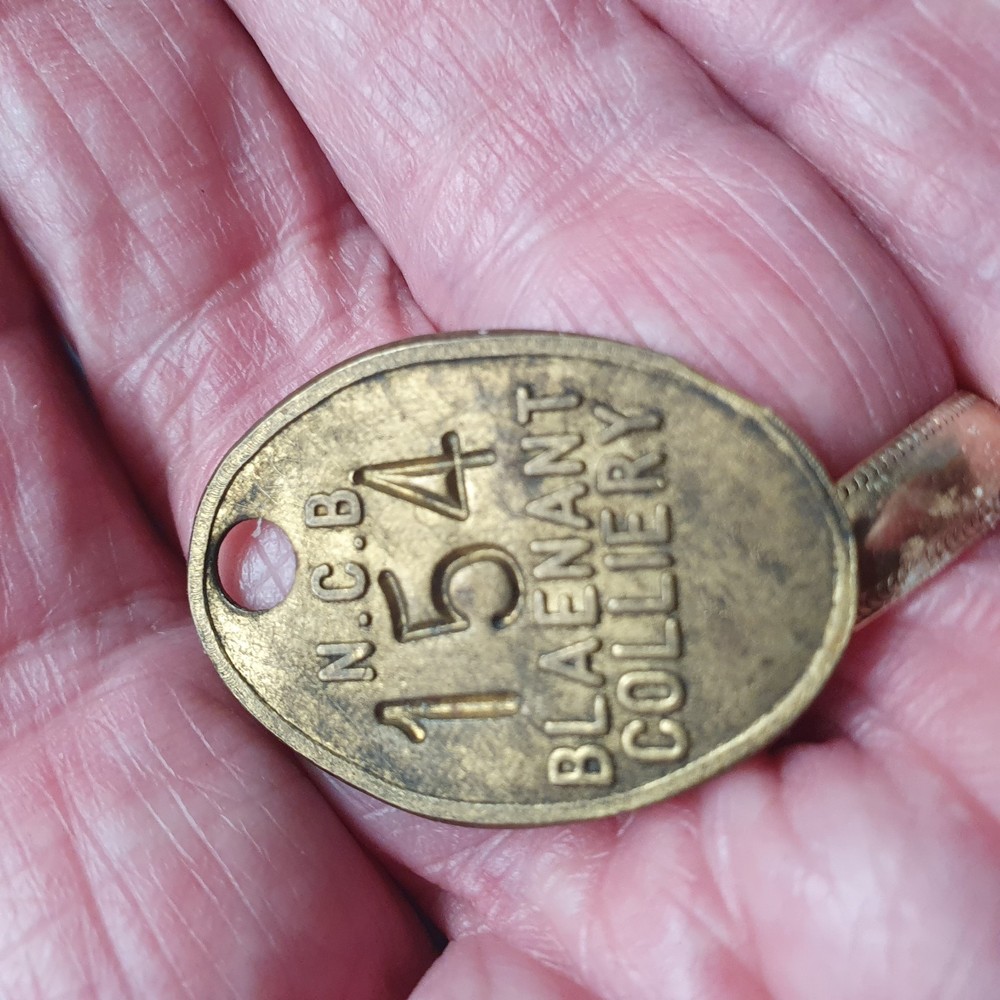 N.C.B
154
BLAENANT
COLLIERY